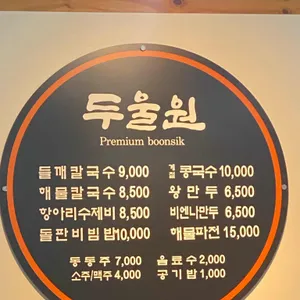 두울원
Premium boonsik
들깨칼국수 9,000
해물칼국수 8,500
항아리수제비 8,500
돌판비빔밥 10,000
계절 콩국수 10,000
왕만두 6,500
비엔나만두 6,500
해물파전 15,000
동동주 7,000
소주/맥주 4,000
음료수 2,000
공기밥 1,000